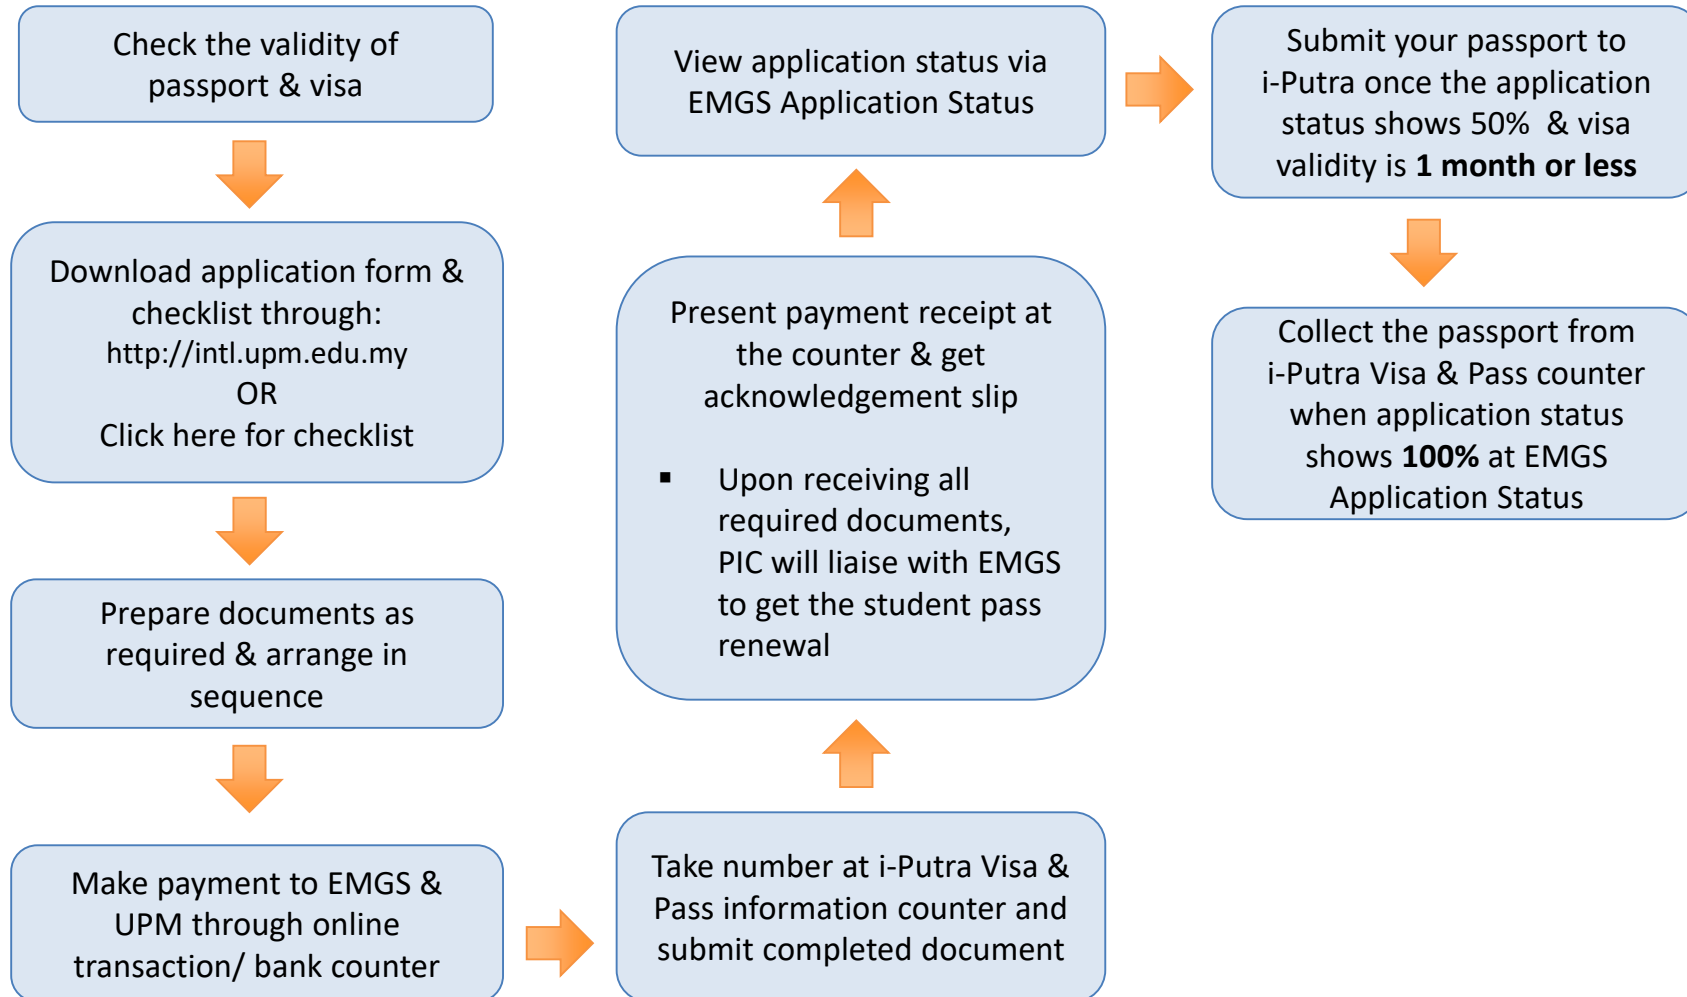 Check the validity of
passport & visa
Download application form &
checklist through:
http://intl.upm.edu.my
OR
Click here for checklist
Prepare documents as
required & arrange in
sequence
Make payment to EMGS &
UPM through online
transaction/ bank counter
Take number at i-Putra Visa &
Pass information counter and
submit completed document
Present payment receipt at
the counter & get
acknowledgement slip
▪ Upon receiving all
required documents,
PIC will liaise with EMGS
to get the student pass
renewal
View application status via
EMGS Application Status
Submit your passport to
i-Putra once the application
status shows 50% & visa
validity is 1 month or less
Collect the passport from
i-Putra Visa & Pass counter
when application status
shows 100% at EMGS
Application Status